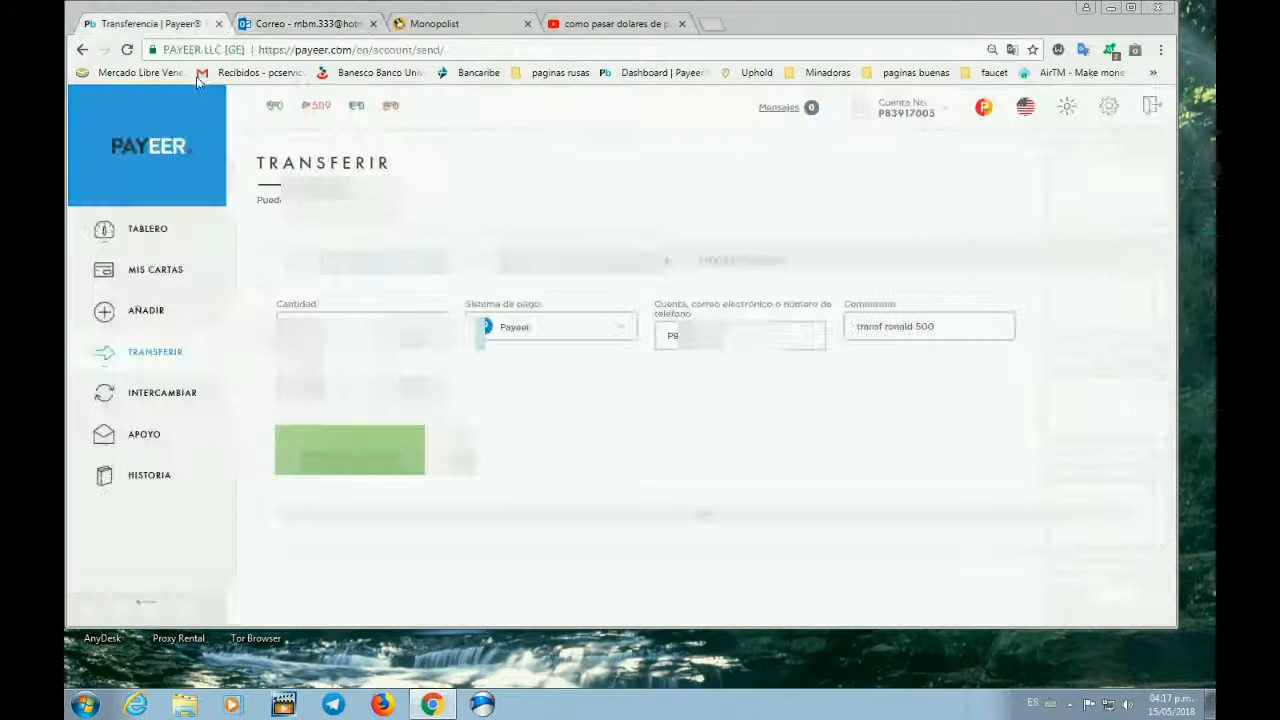 Transferencia | Payeer®
Correo - mbm.333@hotm
Monopolist
como pasar dolares de p
PAYEER LLC [GE] | https://payeer.com/en/account/send/
Mercado Libre Vene
Recibidos - pcservic
Banesco Banco Uni
Bancaribe
paginas rusas
Dashboard | Payeer
Uphold
Minadoras
paginas buenas
faucet
AirTM - Make mone
»
509
Mensajes 0
Cuenta No.
P83917005
PAYEER
TRANSFERIR
Pued
TABLERO
MIS CARTAS
AÑADIR
TRANSFERIR
INTERCAMBIAR
APOYO
HISTORIA
Cantidad
Sistema de pago:
Payeer
Cuenta, correo electrónico o número de
teléfono
transf ronald 500
AnyDesk
Proxy Rental
Tor Browser
ES
04:17 p.m.
15/05/2018